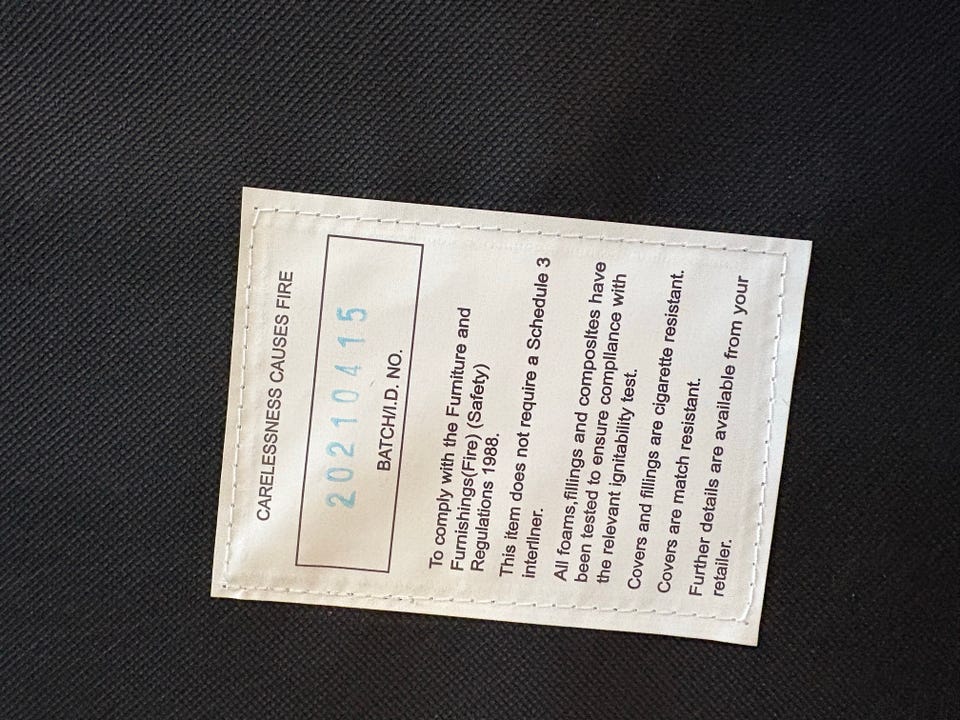 CARELESSNESS CAUSES FIRE
20210415
BATCH/I.D. NO.
To comply with the Furniture and
Furnishings(Fire) (Safety)
Regulations 1988.
This item does not require a Schedule 3
interliner.
All foams,fillings and composites have
been tested to ensure compliance with
the relevant ignitability test.
Covers and fillings are cigarette resistant.
Covers are match resistant.
Further details are available from your
retailer.